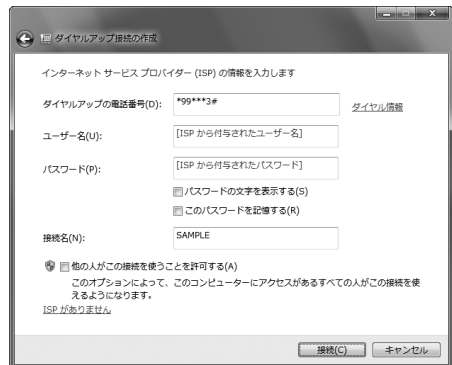 ダイヤルアップ接続の作成
インターネット サービス プロバイダー (ISP) の情報を入力します
ダイヤルアップの電話番号(D):
*99***3#
ダイヤル情報
ユーザー名(U):
[ISP から付与されたユーザー名]
パスワード(P):
[ISP から付与されたパスワード]
パスワードの文字を表示する(S)
このパスワードを記憶する(R)
接続名(N):
SAMPLE
他の人がこの接続を使うことを許可する(A)
このオプションによって、このコンピューターにアクセスがあるすべての人がこの接続を使
えるようになります。
ISP がありません
接続(C)
キャンセル